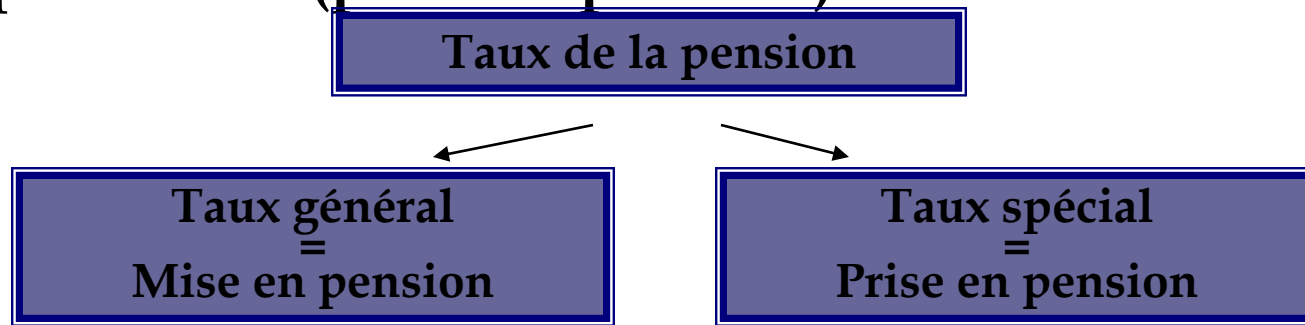 Taux de la pension
Taux général
=
Mise en pension
Taux spécial
=
Prise en pension